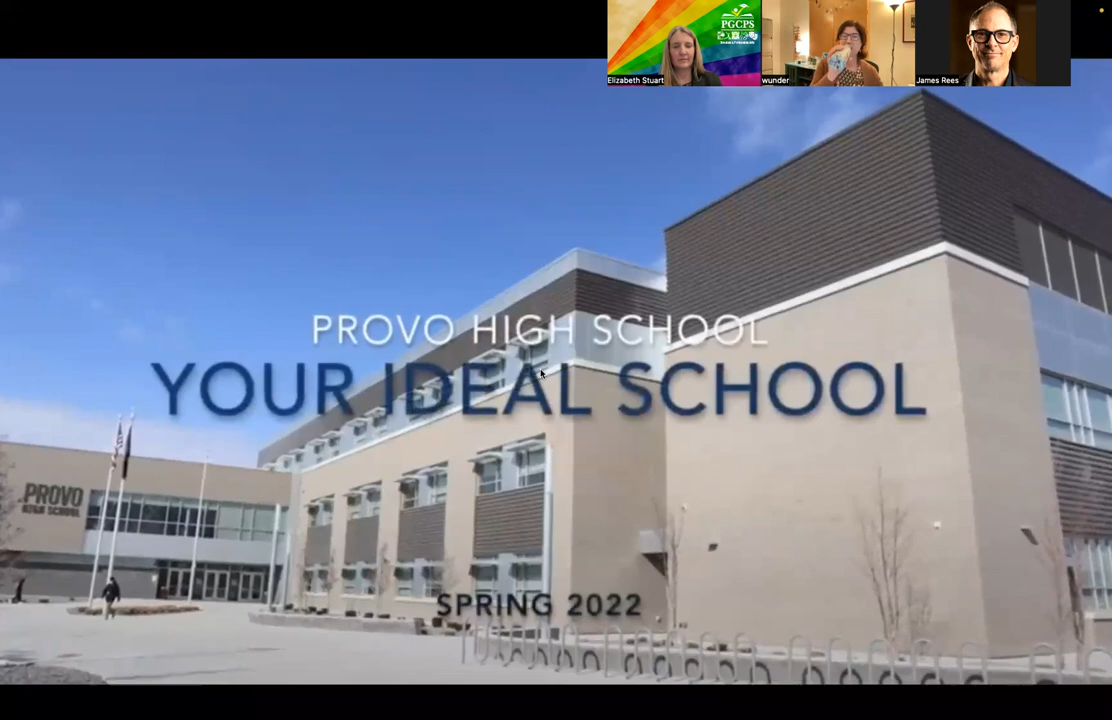 PGCPS
Elizabeth Stuart
wunder
James Rees
PROVO HIGH SCHOOL
YOUR IDEAL SCHOOL
PROVO
HIGH SCHOOL
SPRING 2022